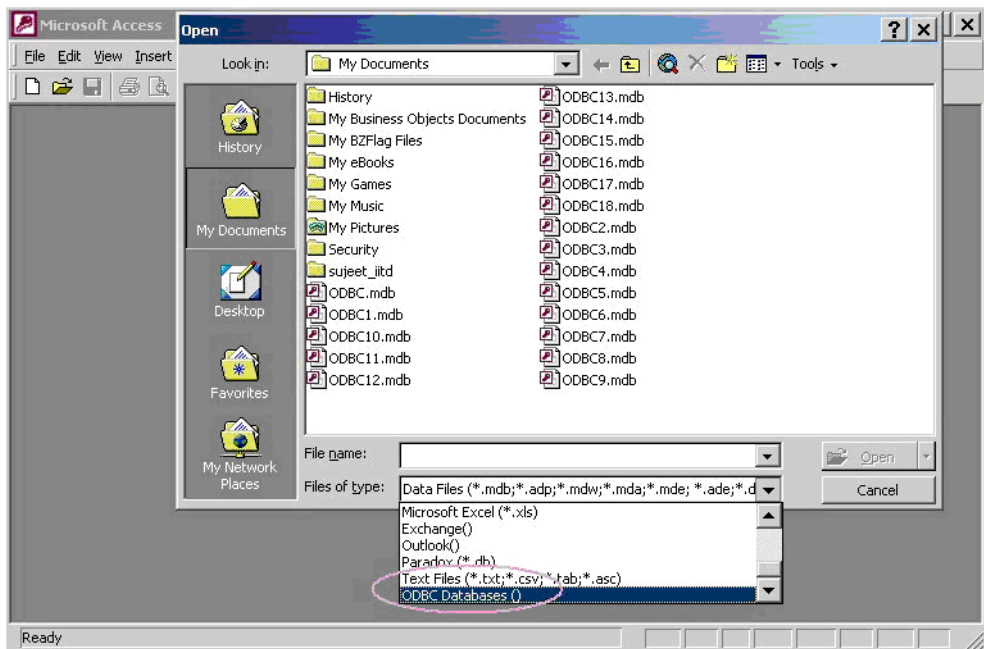 Microsoft Access
Open
File Edit View Insert
Look in: My Documents Tools
History
My Documents
Desktop
Favorites
My Network Places
History
My Business Objects Documents
My BZFlag Files
My eBooks
My Games
My Music
My Pictures
Security
sujeet_iitd
ODBC.mdb
ODBC1.mdb
ODBC10.mdb
ODBC11.mdb
ODBC12.mdb
ODBC13.mdb
ODBC14.mdb
ODBC15.mdb
ODBC16.mdb
ODBC17.mdb
ODBC18.mdb
ODBC2.mdb
ODBC3.mdb
ODBC4.mdb
ODBC5.mdb
ODBC6.mdb
ODBC7.mdb
ODBC8.mdb
ODBC9.mdb
File name: Open
Files of type: Data Files (*.mdb;*.adp;*.mdw;*.mda;*.mde; *.ade;*.d Cancel
Microsoft Excel (*.xls)
Exchange()
Outlook()
Paradox (*.db)
Text Files (*.txt;*.csv;*.tab;*.asc)
ODBC Databases ()
Ready